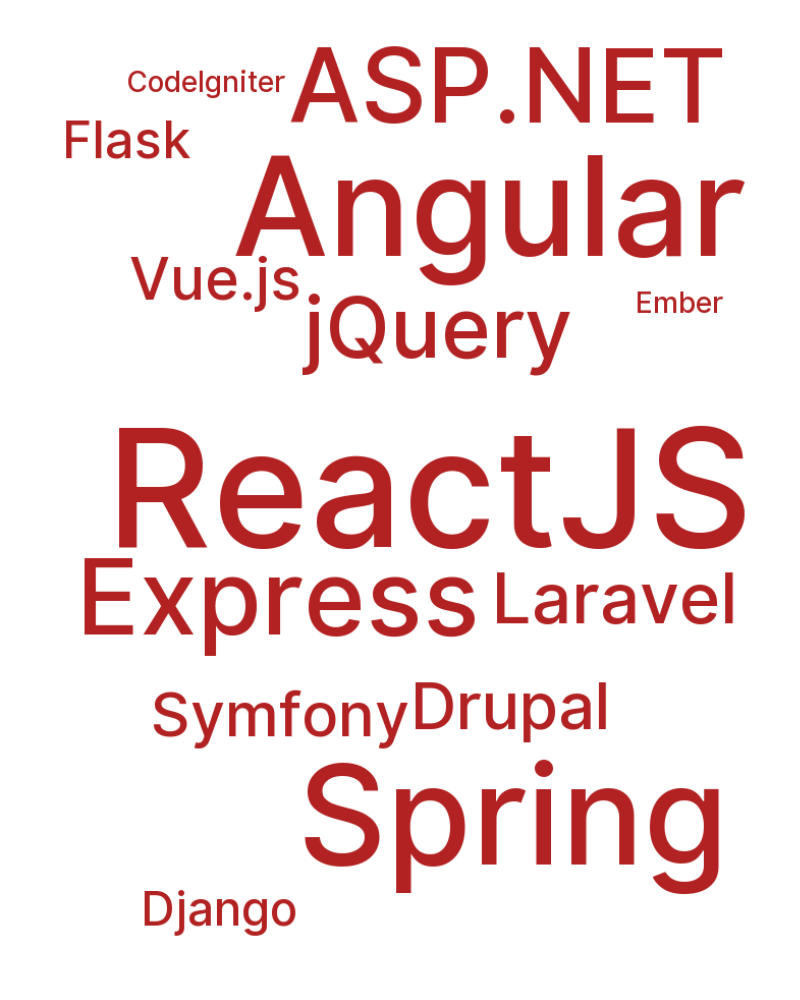 CodeIgniter
ASP.NET
Flask
Angular
Vue.js
jQuery
Ember
ReactJS
Express
Laravel
Symfony
Drupal
Spring
Django